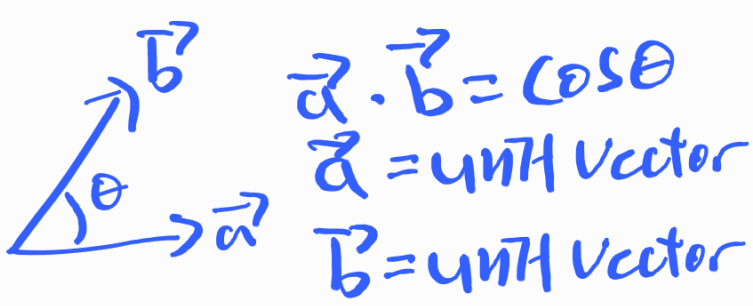 b⃗
a⃗ · b⃗ = cosθ
a⃗ = unit vector
θ
a⃗
b⃗ = unit vector